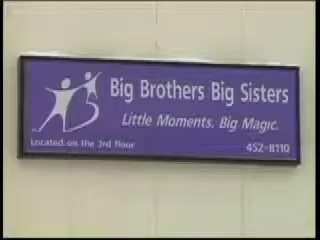 Big Brothers Big Sisters
Little Moments. Big Magic.
Located on the 3rd floor 452-8110